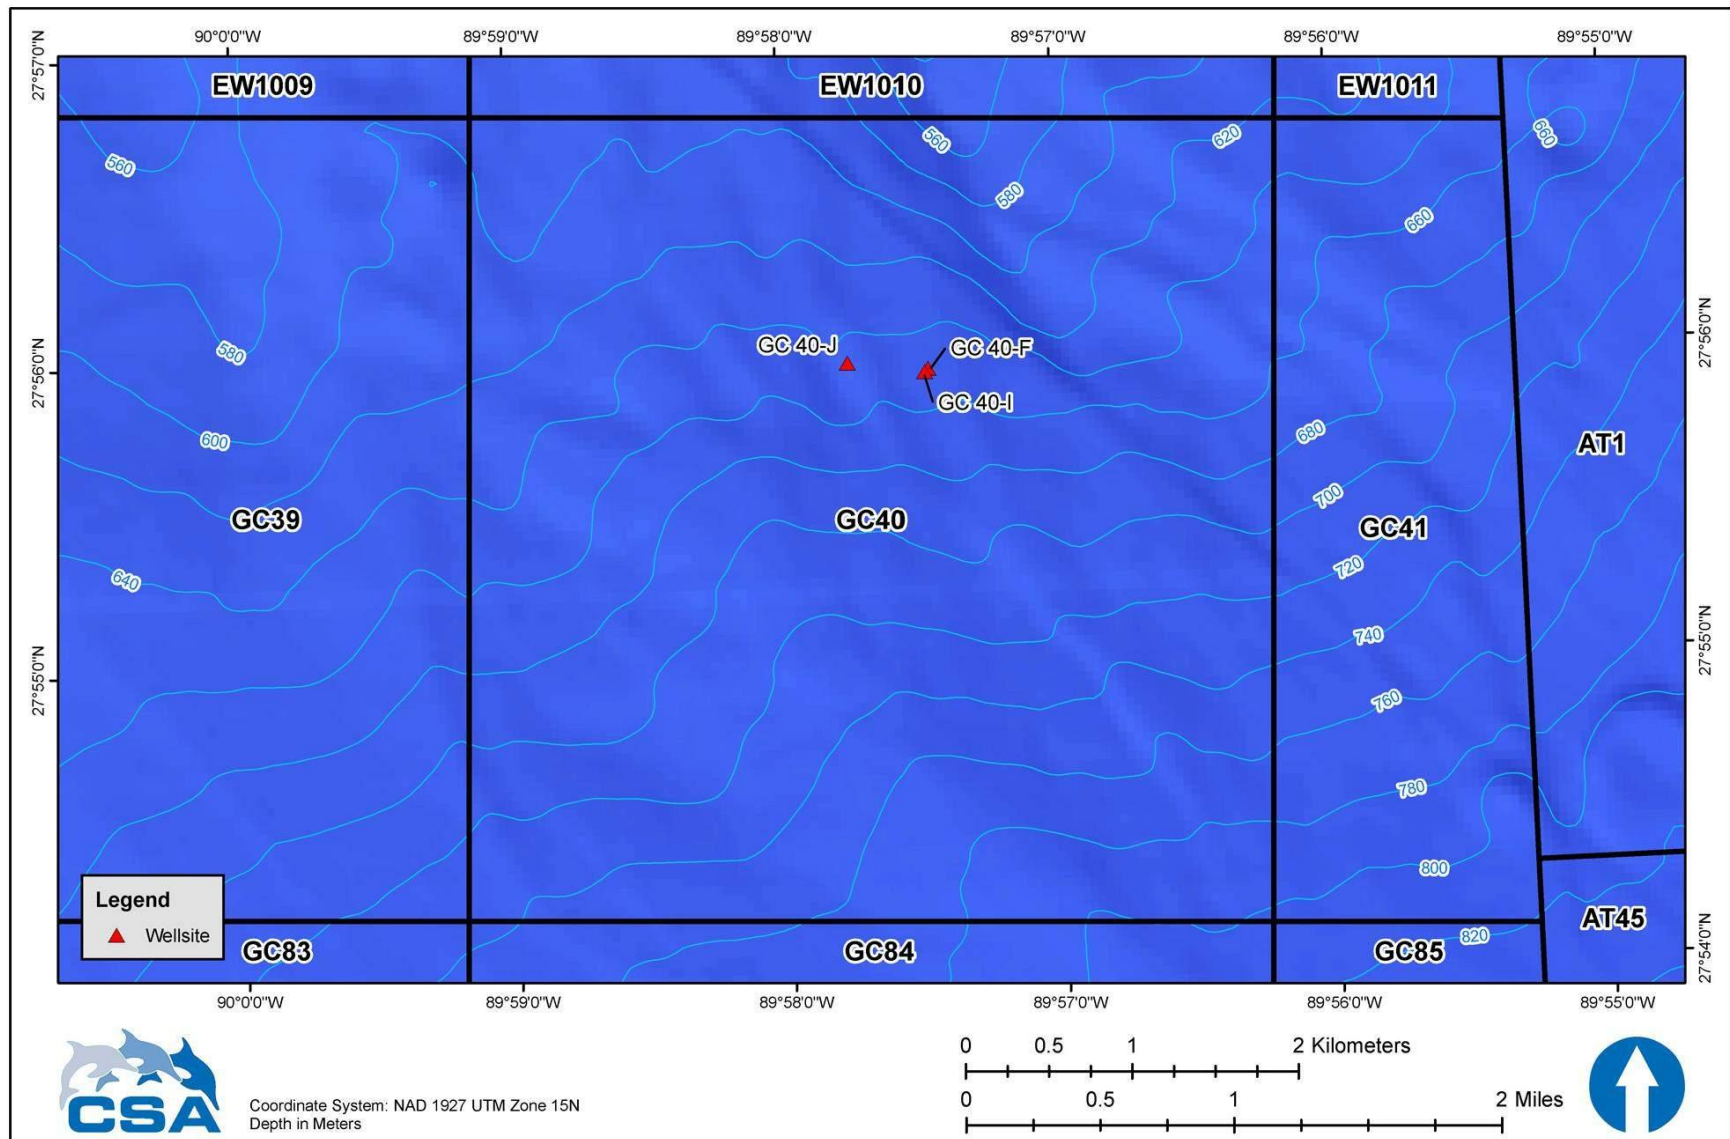 90°0'0"W 89°59'0"W 89°58'0"W 89°57'0"W 89°56'0"W 89°55'0"W
27°57'0"N
EW1009 EW1010 EW1011
560
560
620
660
580
660
27°56'0"N
580
GC 40-J
GC 40-F
27°56'0"N
GC 40-I
600
680
AT1
700
GC39 GC40 GC41
720
640
740
27°55'0"N
27°55'0"N
760
780
800
Legend
Wellsite
AT45
820
27°54'0"N
GC83 GC84 GC85
90°0'0"W 89°59'0"W 89°58'0"W 89°57'0"W 89°56'0"W 89°55'0"W
0 0.5 1 2 Kilometers
0 0.5 1 2 Miles
CSA
Coordinate System: NAD 1927 UTM Zone 15N
Depth in Meters